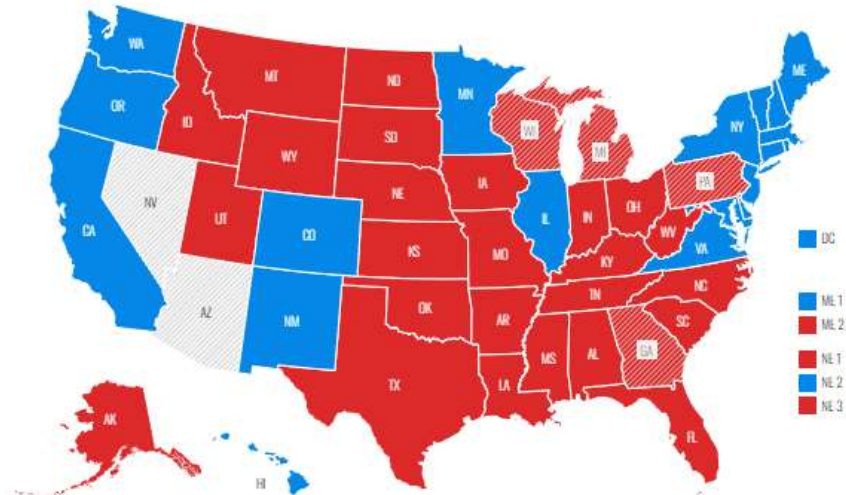 WA
OR
CA
NV
ID
MT
WY
UT
AZ
CO
NM
ND
SD
NE
KS
OK
TX
MN
IA
MO
AR
LA
WI
IL
MI
IN
OH
KY
TN
MS
AL
GA
FL
SC
NC
VA
WV
PA
NY
ME
AK
HI
DC
ME 1
ME 2
NE 1
NE 2
NE 3